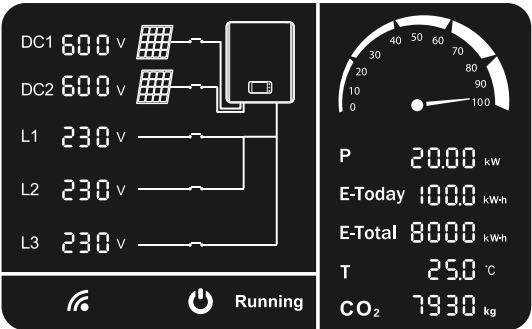 DC1 600 V
DC2 600 V
L1 230 V
L2 230 V
L3 230 V
Running
0
10
20
30
40
50
60
70
80
90
100
P 20.00 kW
E-Today 100.0 kW·h
E-Total 8000 kW·h
T 25.0 °C
CO₂ 7930 kg